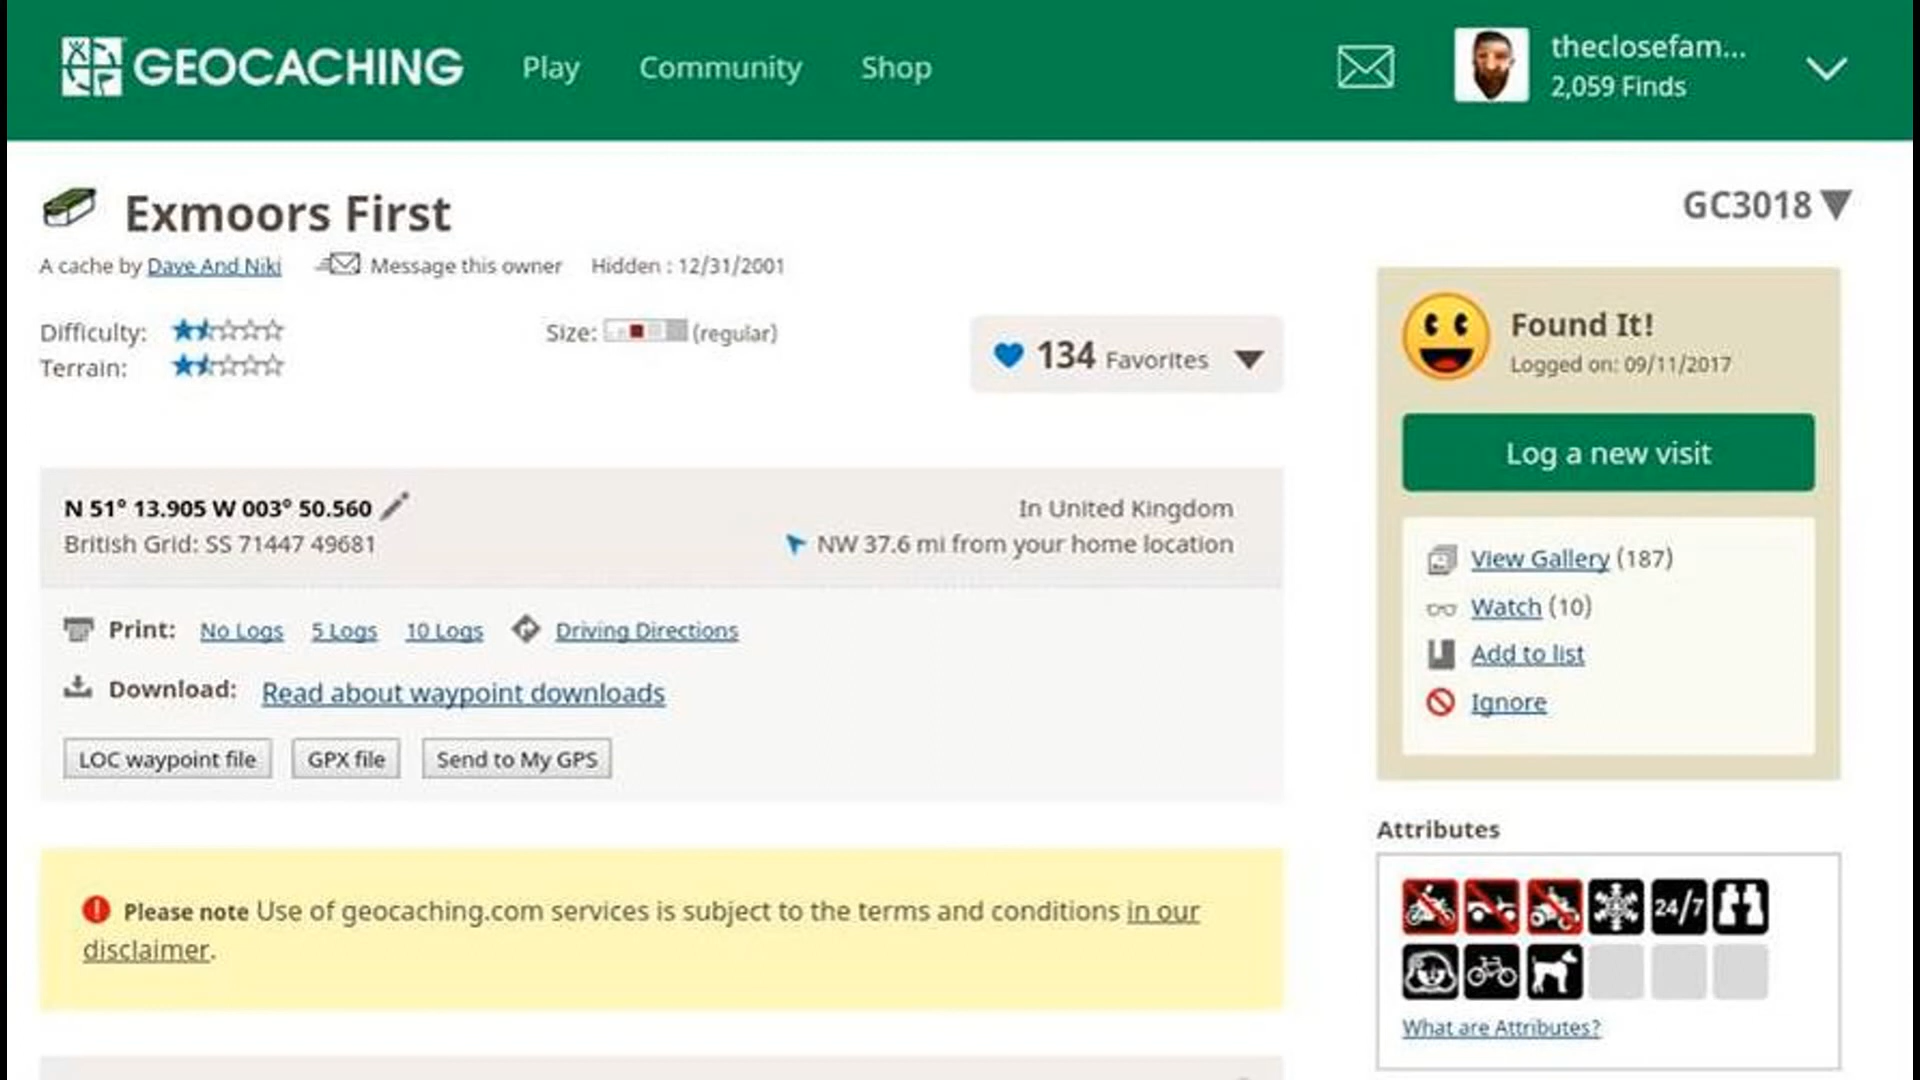 GEOCACHING
Play
Community
Shop
theclosefam...
2,059 Finds
Exmoors First
GC3018
A cache by Dave And Niki
Message this owner
Hidden : 12/31/2001
Difficulty:
Size:
(regular)
Terrain:
134 Favorites
Found It!
Logged on: 09/11/2017
Log a new visit
N 51° 13.905 W 003° 50.560
In United Kingdom
British Grid: SS 71447 49681
NW 37.6 mi from your home location
Print:
No Logs
5 Logs
10 Logs
Driving Directions
Download:
Read about waypoint downloads
LOC waypoint file
GPX file
Send to My GPS
View Gallery (187)
Watch (10)
Add to list
Ignore
Please note Use of geocaching.com services is subject to the terms and conditions in our
disclaimer.
Attributes
24/7
What are Attributes?